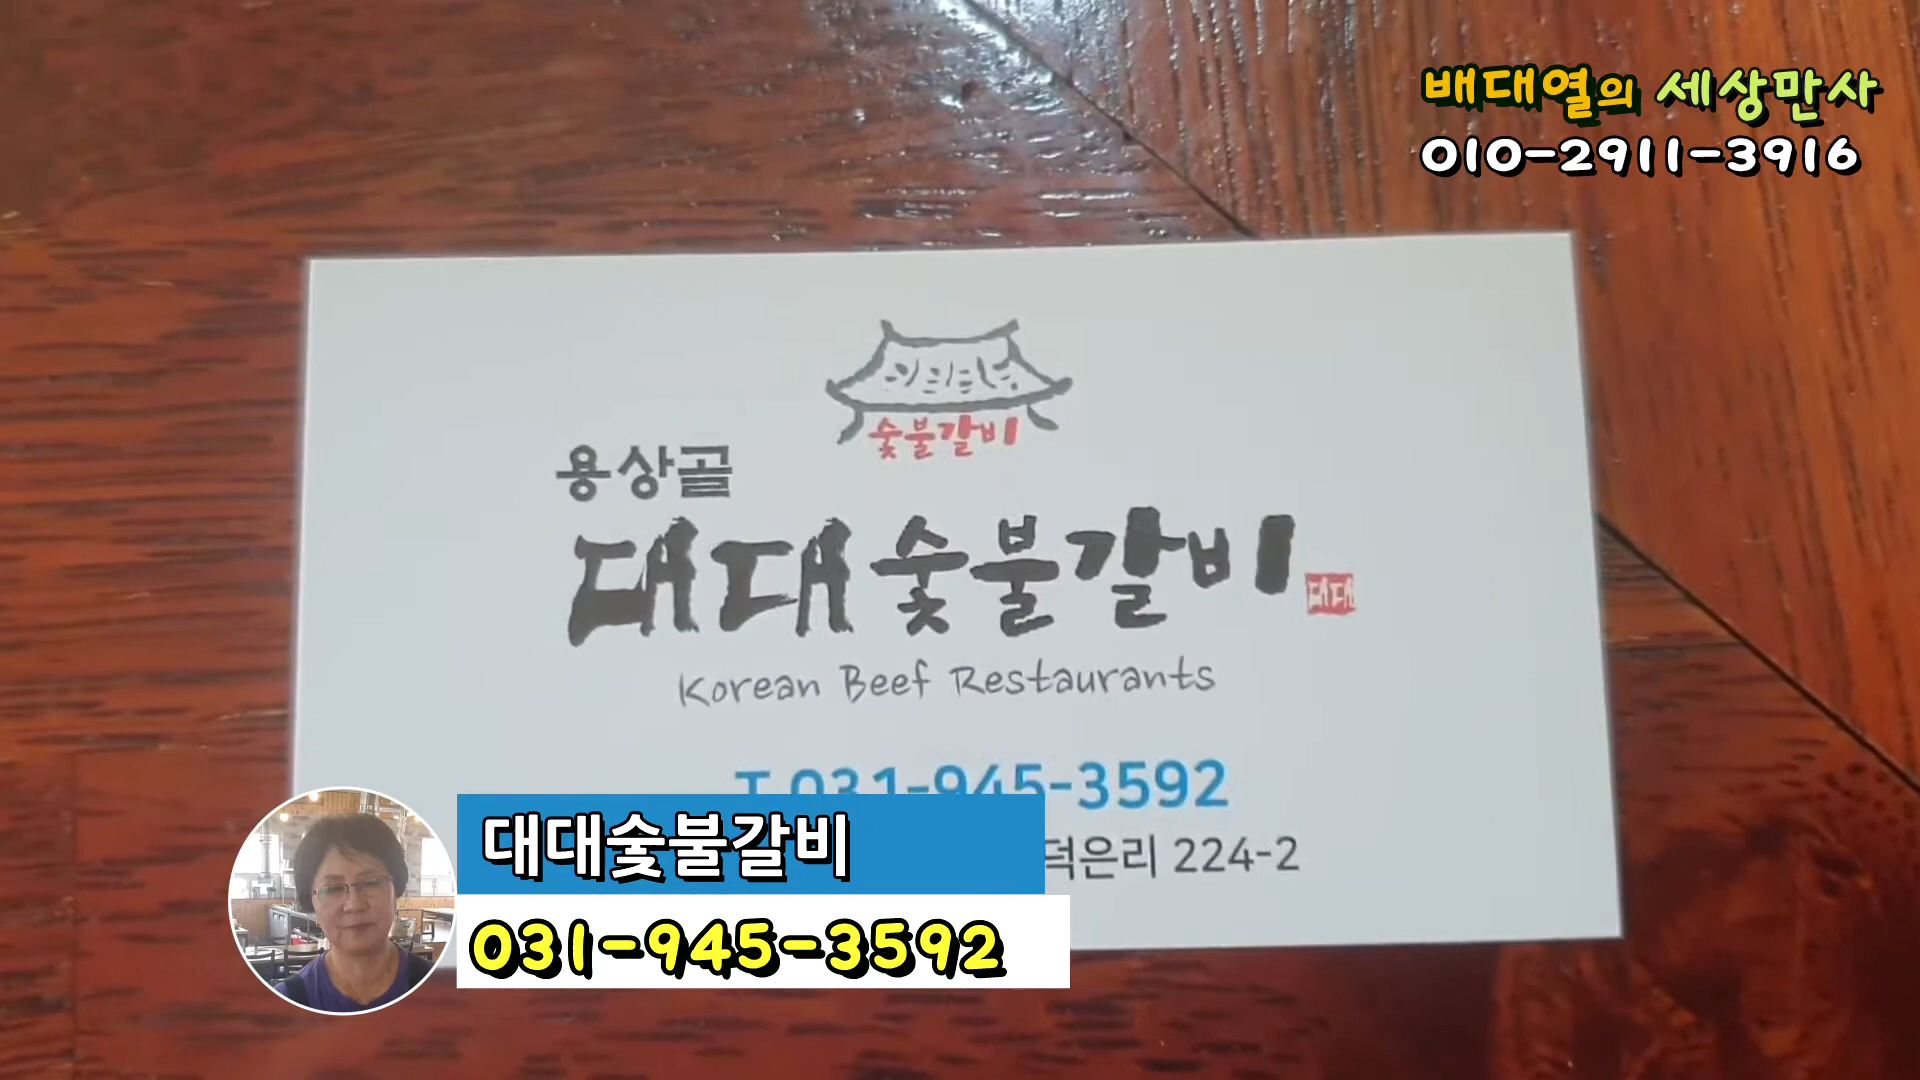 배대열의 세상만사
010-2911-3916
숯불갈비
용상골
대대숯불갈비
대대
Korean Beef Restaurants
T.031-945-3592
덕은리 224-2
대대숯불갈비
031-945-3592